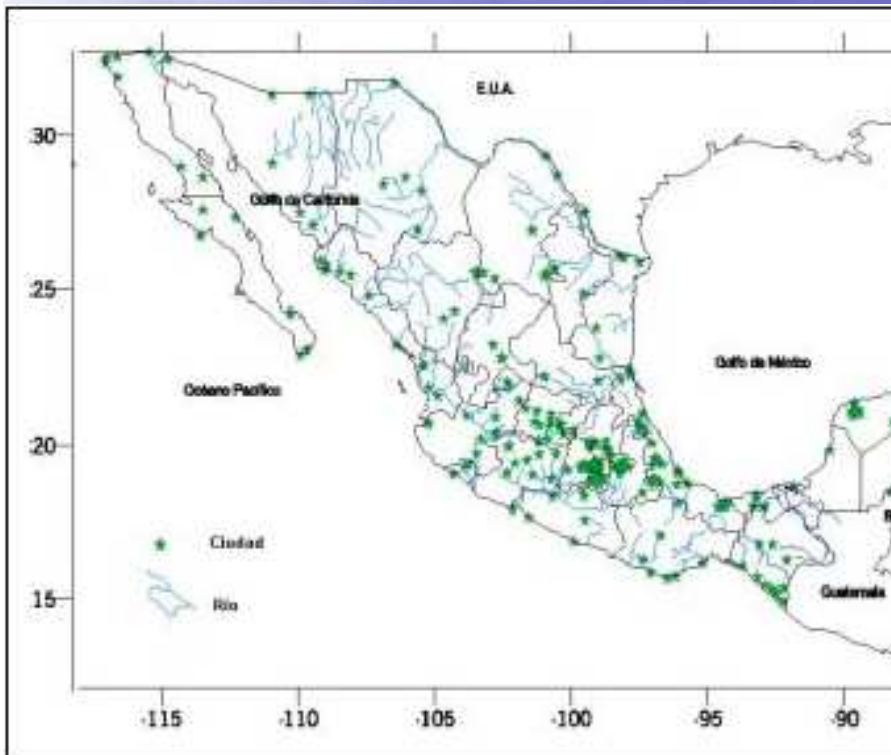 E.U.A.
30
Golfo de California
25
Golfo de México
Océano Pacífico
20
Ciudad
Río
15
Guatemala
-115
-110
-105
-100
-95
-90